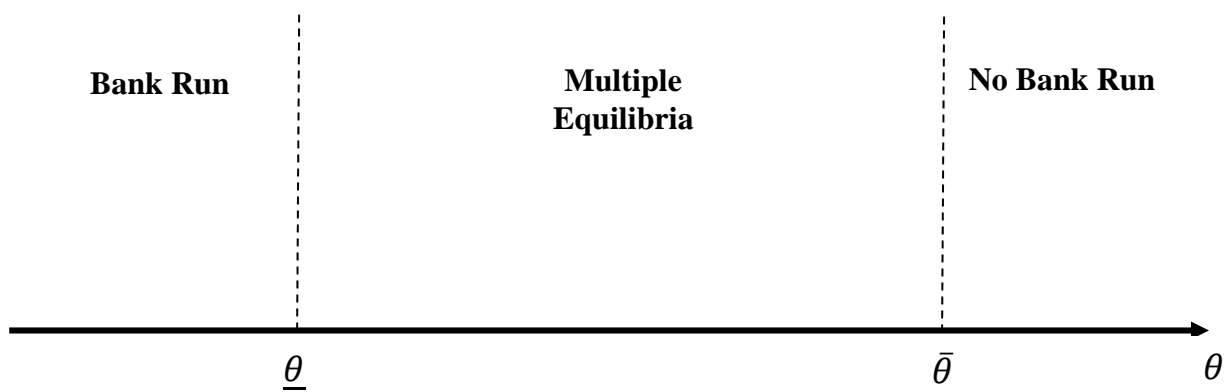 Bank Run
Multiple
Equilibria
No Bank Run
θ̲
θ̄
θ